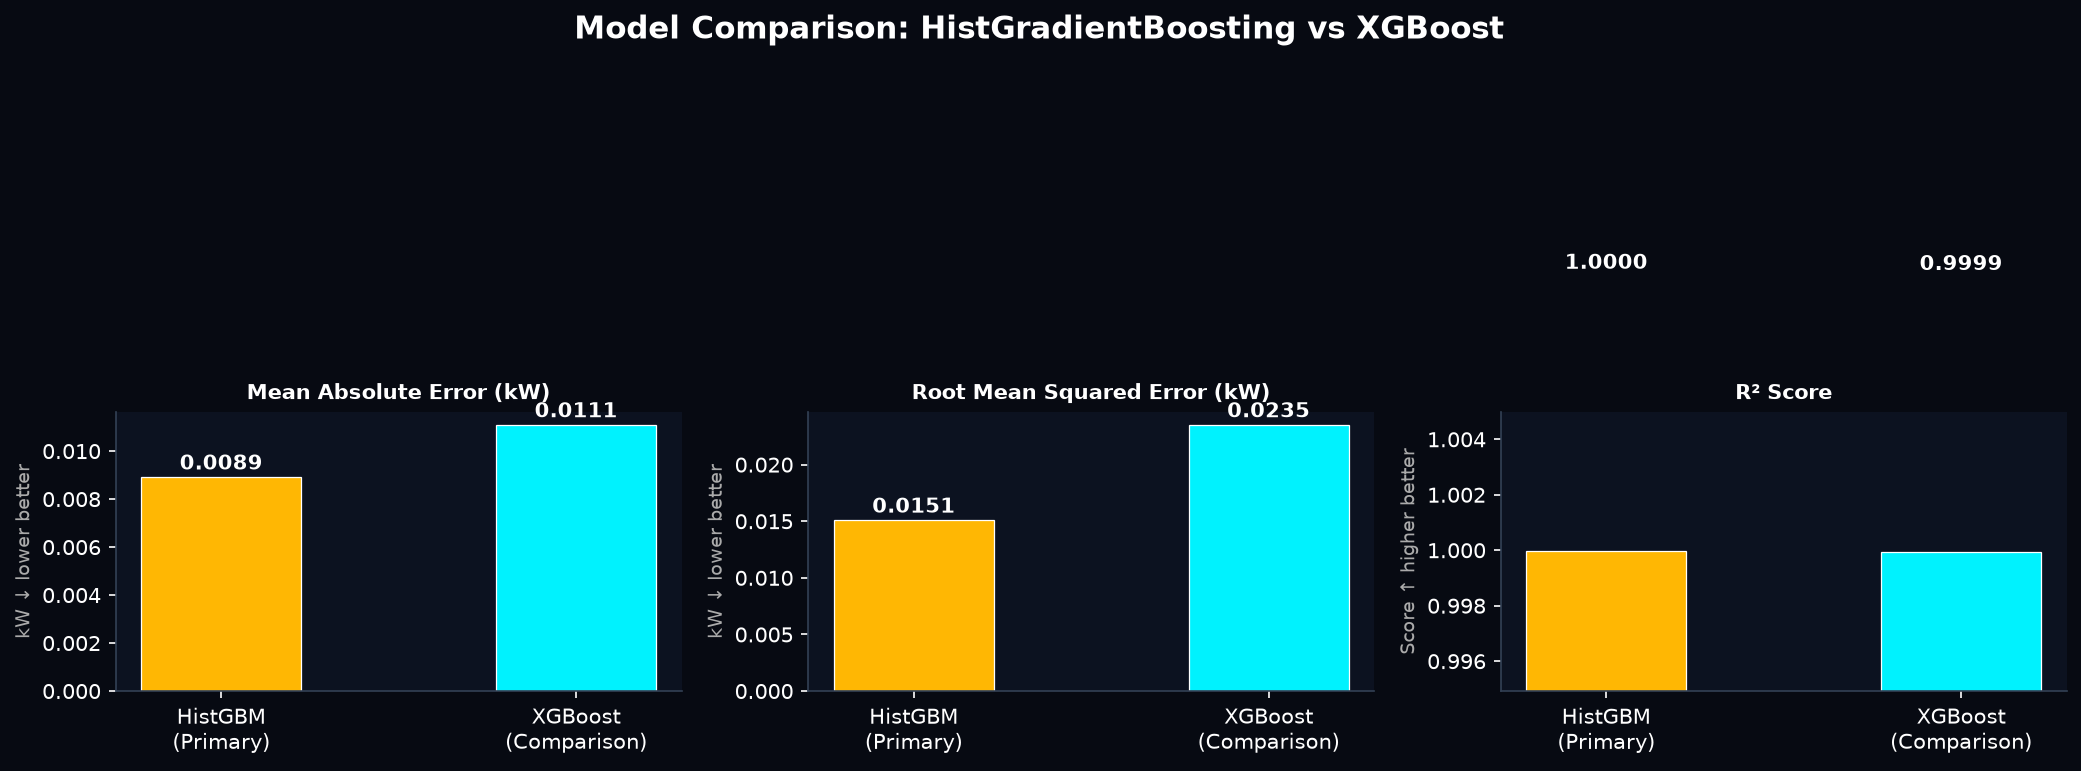 Model Comparison: HistGradientBoosting vs XGBoost
1.0000
0.9999
Mean Absolute Error (kW)
0.0111
0.0089
kW ↓ lower better
0.010
0.008
0.006
0.004
0.002
0.000
HistGBM
(Primary)
XGBoost
(Comparison)
Root Mean Squared Error (kW)
0.0235
0.0151
kW ↓ lower better
0.020
0.015
0.010
0.005
0.000
HistGBM
(Primary)
XGBoost
(Comparison)
R² Score
Score ↑ higher better
1.004
1.002
1.000
0.998
0.996
HistGBM
(Primary)
XGBoost
(Comparison)